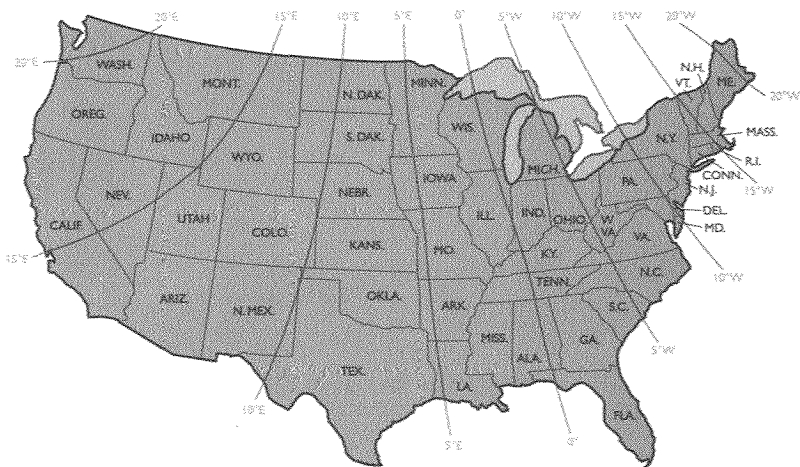 20°E 15°E 10°E 5°E 0° 5°W 10°W 15°W 20°W
20°E
WASH.
MONT.
N. DAK.
MINN.
N.H.
VT.
ME.
20°W
OREG.
IDAHO
S. DAK.
WIS.
N.Y.
MASS.
WYO.
MICH.
R.I.
CONN.
NEV.
NEBR.
IOWA
PA.
N.J.
15°W
UTAH
COLO.
ILL.
IND.
OHIO
W. VA.
DEL.
MD.
CALIF.
KANS.
MO.
KY.
VA.
15°E
N.C.
10°W
ARIZ.
N. MEX.
OKLA.
ARK.
TENN.
S.C.
MISS.
ALA.
GA.
5°W
TEX.
LA.
10°E
FLA.
5°E
0°